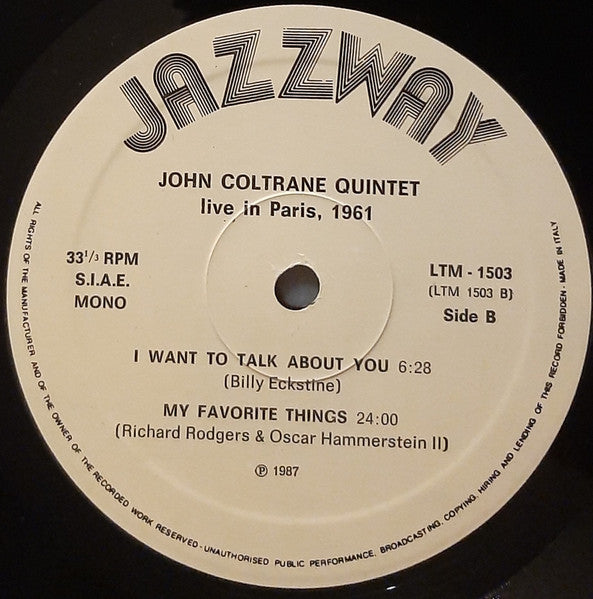 JAZZWAY
JOHN COLTRANE QUINTET
live in Paris, 1961
33¹/₃ RPM
S.I.A.E.
MONO
LTM - 1503
(LTM 1503 B)
Side B
I WANT TO TALK ABOUT YOU 6:28
(Billy Eckstine)
MY FAVORITE THINGS 24:00
(Richard Rodgers & Oscar Hammerstein II)
℗ 1987
ALL RIGHTS OF THE MANUFACTURER AND OF THE OWNER OF THE RECORDED WORK RESERVED - UNAUTHORISED PUBLIC PERFORMANCE, BROADCASTING, COPYING, HIRING AND LENDING OF THIS RECORD FORBIDDEN - MADE IN ITALY